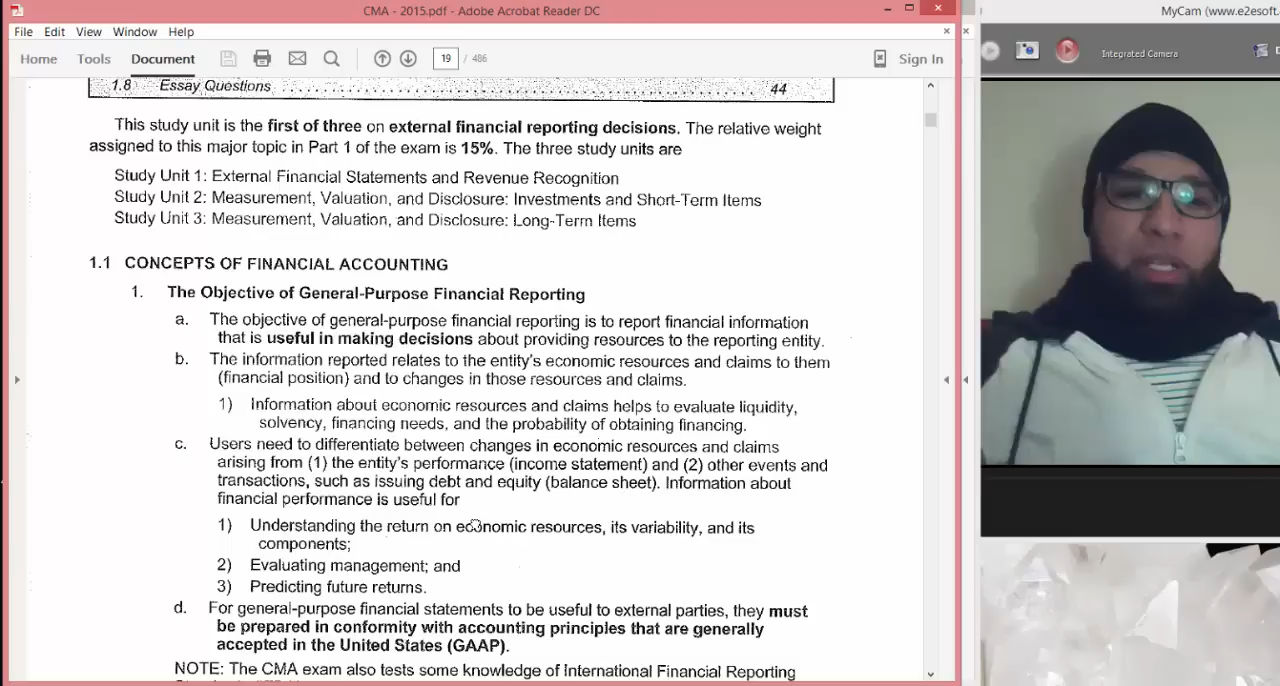 CMA - 2015.pdf - Adobe Acrobat Reader DC
MyCam (www.e2esoft.
File Edit View Window Help
Home Tools Document 19 / 486 Sign In
Integrated Camera
1.8 Essay Questions 44
This study unit is the first of three on external financial reporting decisions. The relative weight
assigned to this major topic in Part 1 of the exam is 15%. The three study units are
Study Unit 1: External Financial Statements and Revenue Recognition
Study Unit 2: Measurement, Valuation, and Disclosure: Investments and Short-Term Items
Study Unit 3: Measurement, Valuation, and Disclosure: Long-Term Items
1.1 CONCEPTS OF FINANCIAL ACCOUNTING
1. The Objective of General-Purpose Financial Reporting
a. The objective of general-purpose financial reporting is to report financial information
that is useful in making decisions about providing resources to the reporting entity.
b. The information reported relates to the entity's economic resources and claims to them
(financial position) and to changes in those resources and claims.
1) Information about economic resources and claims helps to evaluate liquidity,
solvency, financing needs, and the probability of obtaining financing.
c. Users need to differentiate between changes in economic resources and claims
arising from (1) the entity's performance (income statement) and (2) other events and
transactions, such as issuing debt and equity (balance sheet). Information about
financial performance is useful for
1) Understanding the return on economic resources, its variability, and its
components;
2) Evaluating management; and
3) Predicting future returns.
d. For general-purpose financial statements to be useful to external parties, they must
be prepared in conformity with accounting principles that are generally
accepted in the United States (GAAP).
NOTE: The CMA exam also tests some knowledge of International Financial Reporting